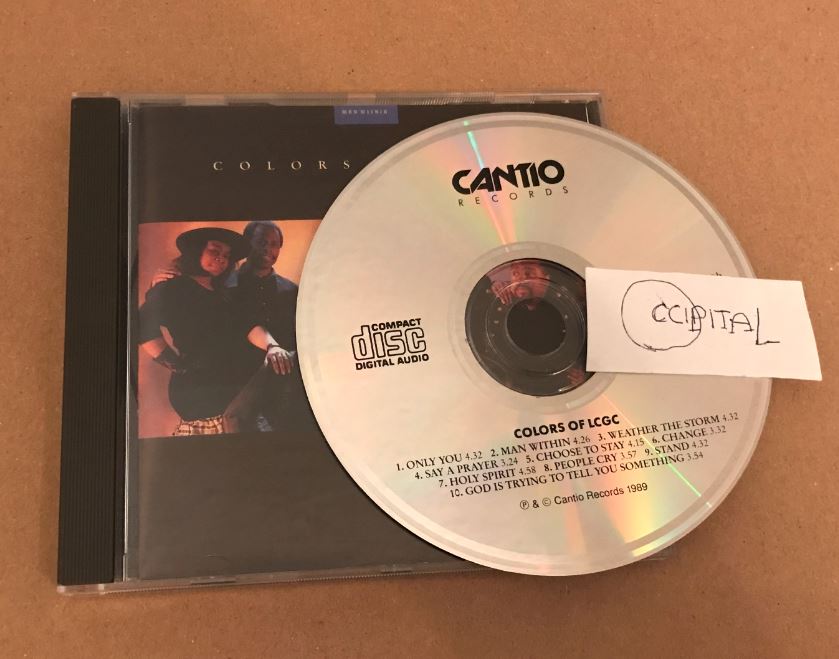 COLORS
CANTIO
RECORDS
OCCIPITAL
COMPACT
disc
DIGITAL AUDIO
COLORS OF LCGC
1. ONLY YOU 4.32 2. MAN WITHIN 4.26 3. WEATHER THE STORM 4.32
4. SAY A PRAYER 3.24 5. CHOOSE TO STAY 4.15 6. CHANGE 3.32
7. HOLY SPIRIT 4.58 8. PEOPLE CRY 3.57 9. STAND 4.32
10. GOD IS TRYING TO TELL YOU SOMETHING 3.54
℗ & © Cantio Records 1989